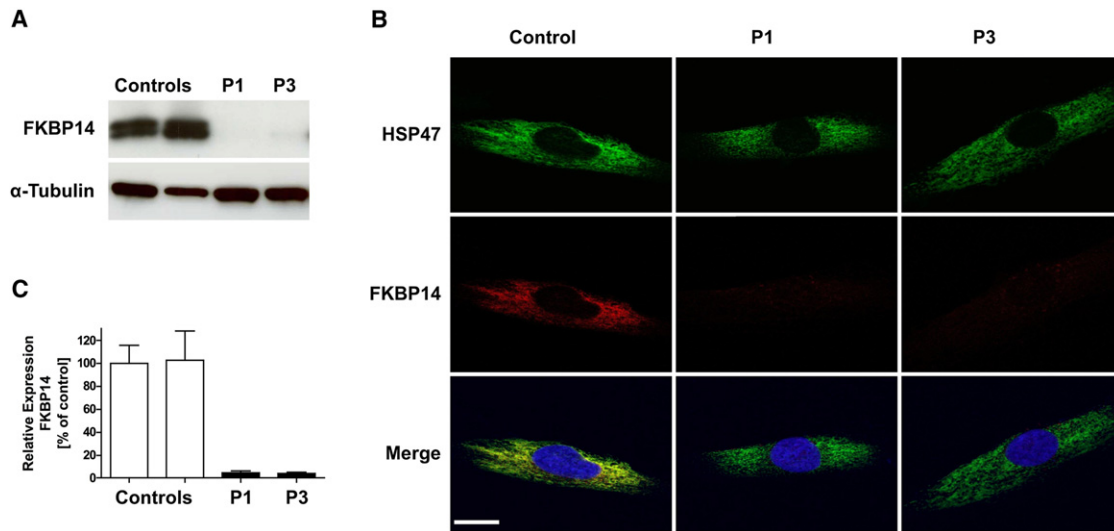 A
Controls P1 P3
FKBP14
α-Tubulin
B
Control P1 P3
HSP47
FKBP14
Merge
C
Relative Expression
FKBP14
[% of control]
120
100
80
60
40
20
0
Controls P1 P3